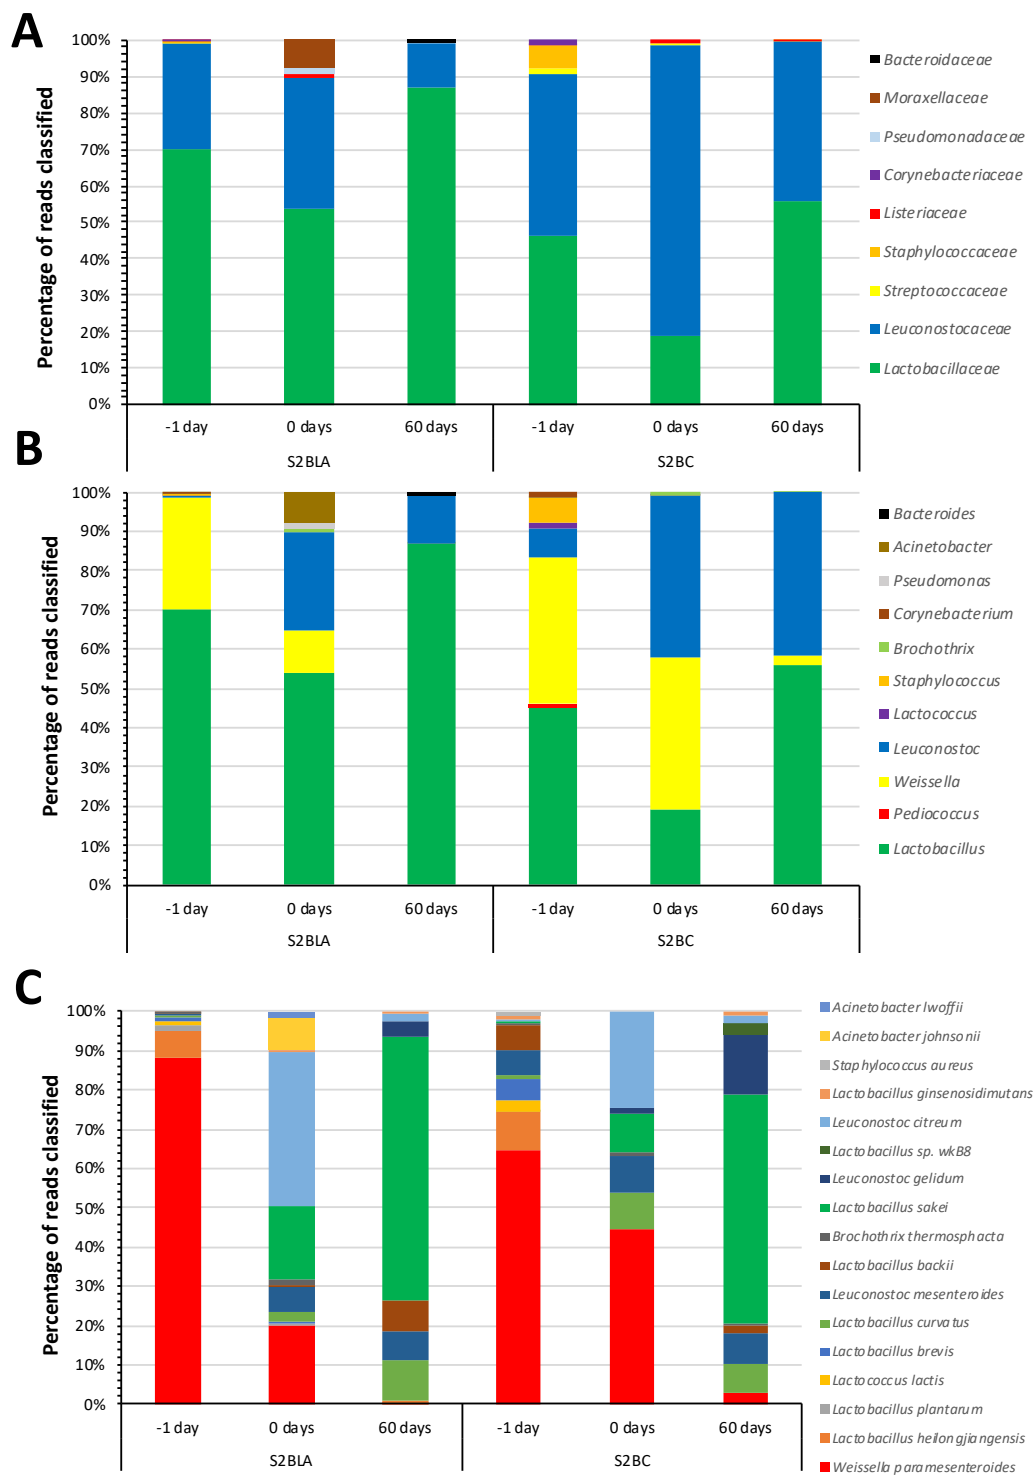 A
Percentage of reads classified
100%
90%
80%
70%
60%
50%
40%
30%
20%
10%
0%
-1 day 0 days 60 days -1 day 0 days 60 days
S2BLA S2BC
Bacteroidaceae
Moraxellaceae
Pseudomonadaceae
Corynebacteriaceae
Listeriaceae
Staphylococcaceae
Streptococcaceae
Leuconostocaceae
Lactobacillaceae
B
Percentage of reads classified
100%
90%
80%
70%
60%
50%
40%
30%
20%
10%
0%
-1 day 0 days 60 days -1 day 0 days 60 days
S2BLA S2BC
Bacteroides
Acinetobacter
Pseudomonas
Corynebacterium
Brochothrix
Staphylococcus
Lactococcus
Leuconostoc
Weissella
Pediococcus
Lactobacillus
C
Percentage of reads classified
100%
90%
80%
70%
60%
50%
40%
30%
20%
10%
0%
-1 day 0 days 60 days -1 day 0 days 60 days
S2BLA S2BC
Acinetobacter lwoffii
Acinetobacter johnsonii
Staphylococcus aureus
Lactobacillus ginsenosidimutans
Leuconostoc citreum
Lactobacillus sp. wkB8
Leuconostoc gelidum
Lactobacillus sakei
Brochothrix thermosphacta
Lactobacillus backii
Leuconostoc mesenteroides
Lactobacillus curvatus
Lactobacillus brevis
Lactococcus lactis
Lactobacillus plantarum
Lactobacillus heilongjiangensis
Weissella paramesenteroides